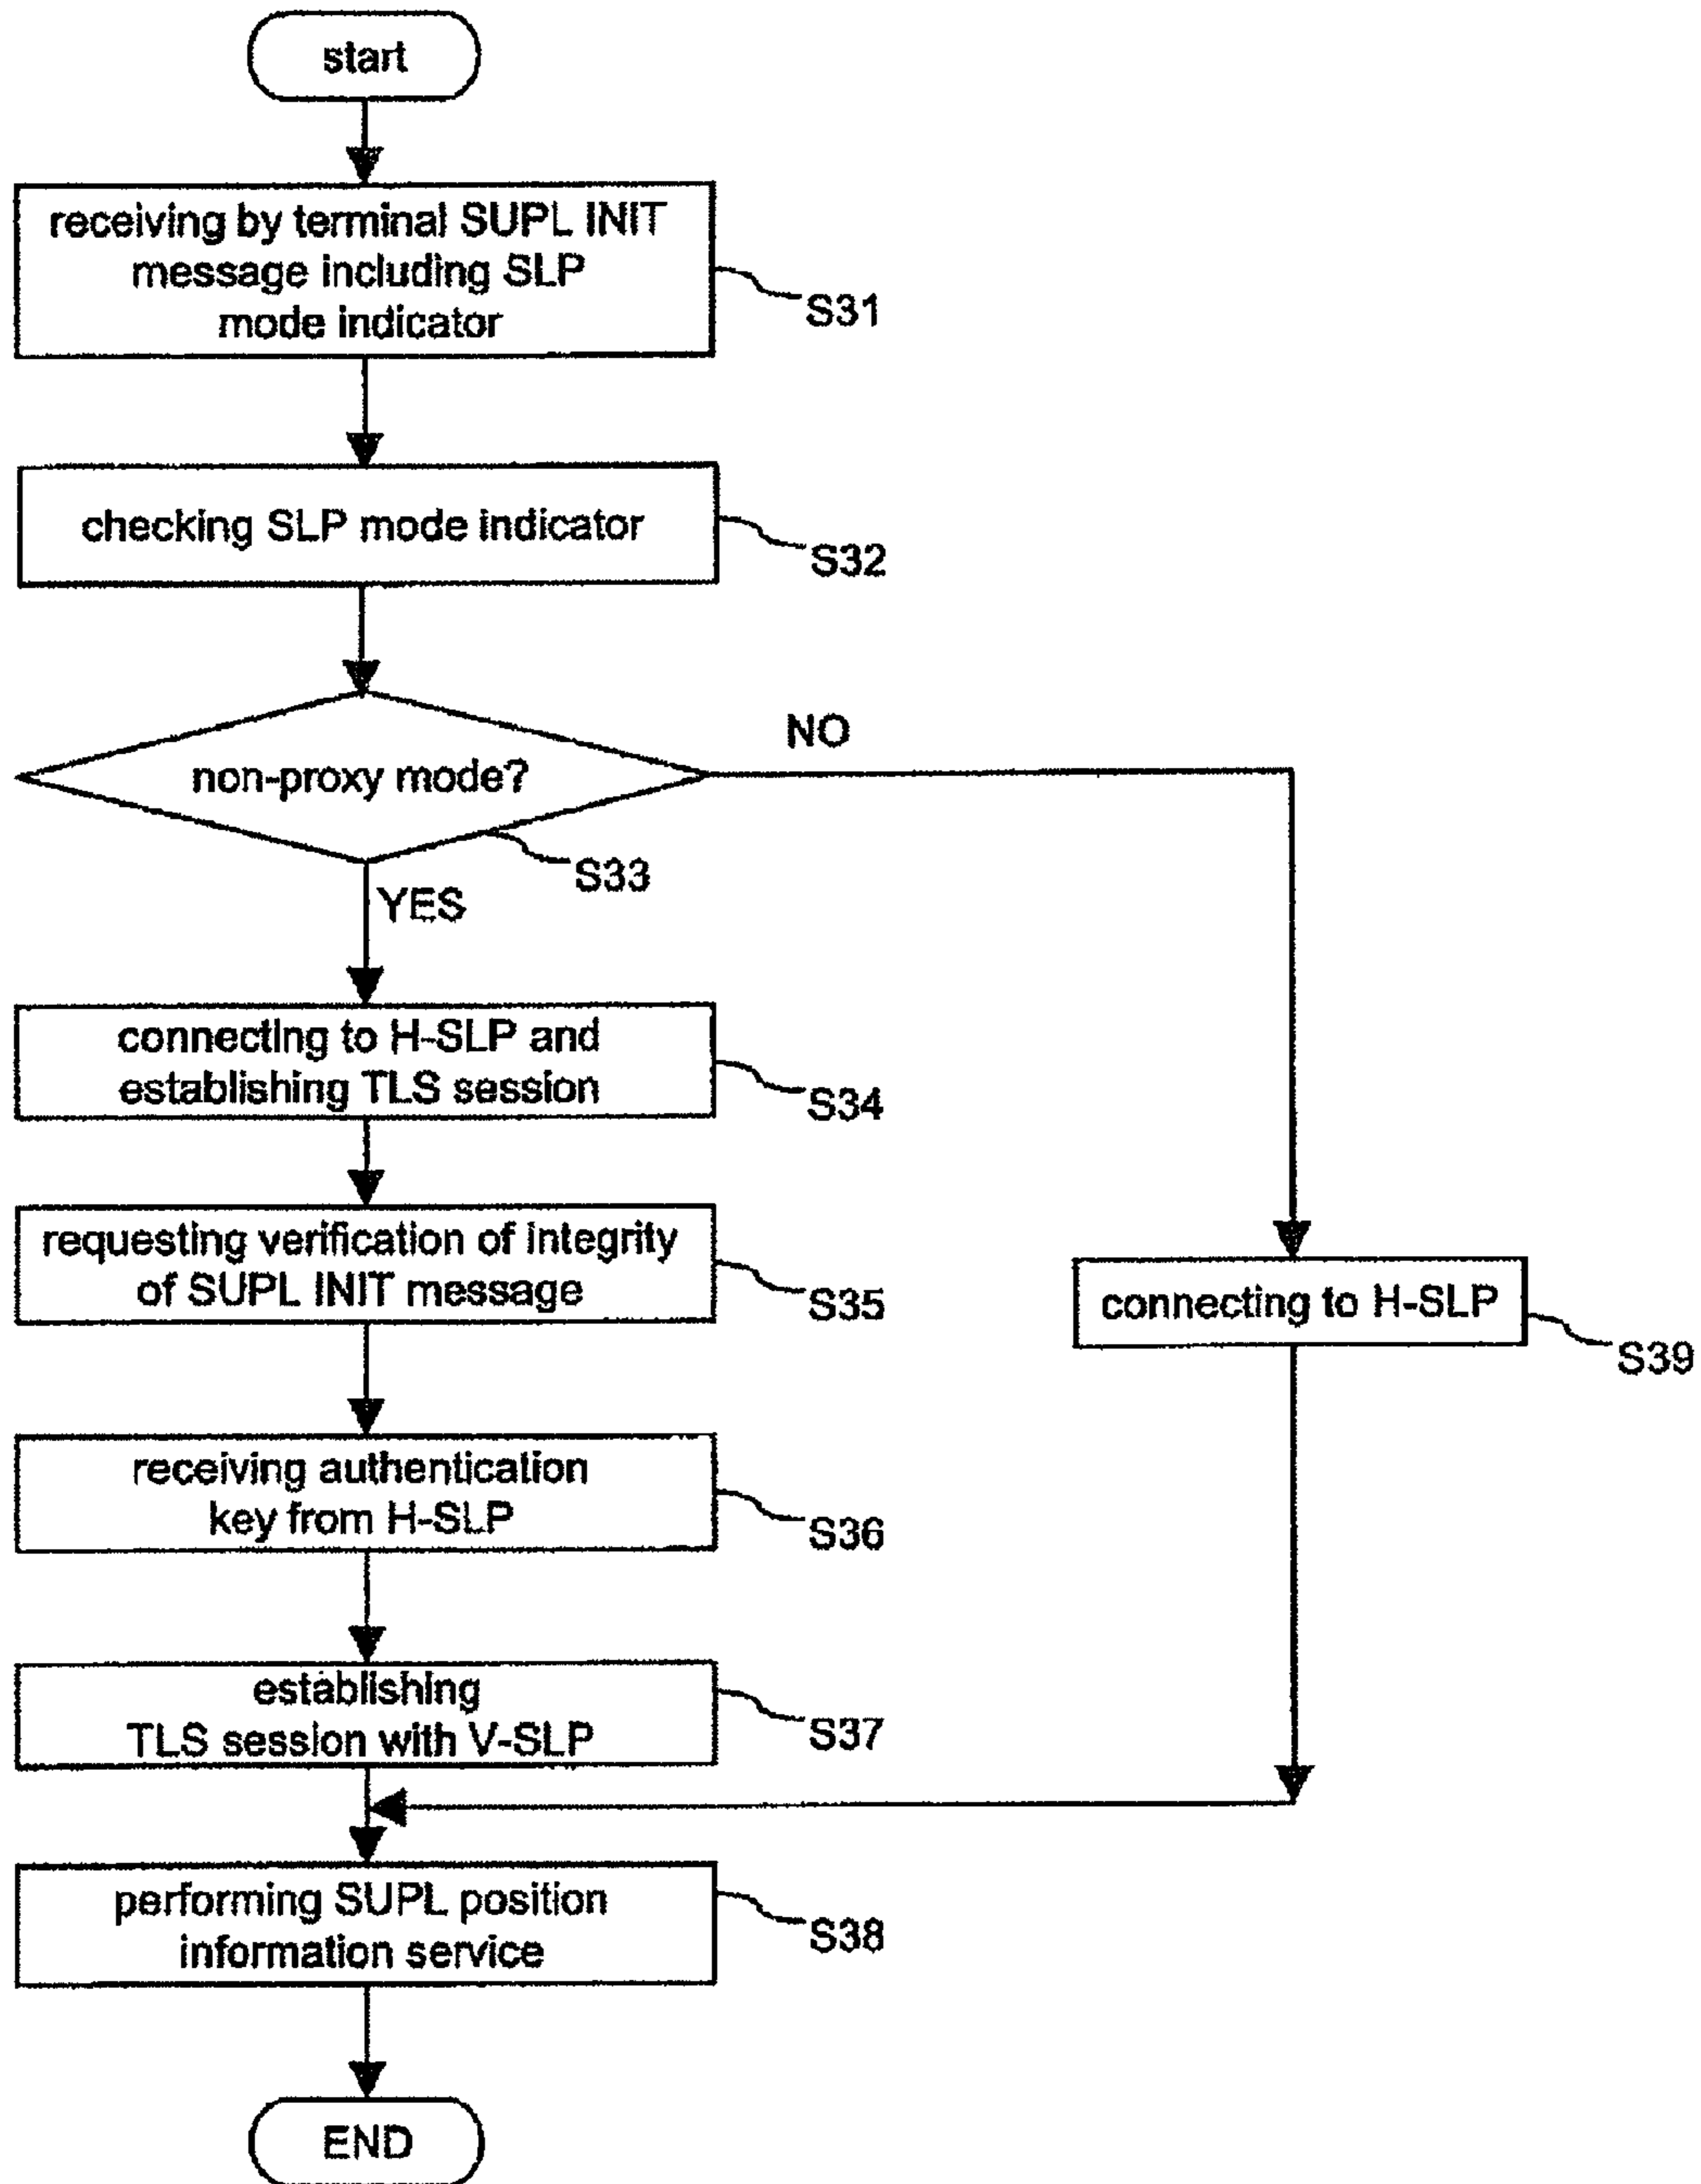 start
receiving by terminal SUPL INIT
message including SLP
mode indicator
S31
checking SLP mode indicator
S32
non-proxy mode?
NO
S33
YES
connecting to H-SLP and
establishing TLS session
S34
requesting verification of integrity
of SUPL INIT message
S35
connecting to H-SLP
S39
receiving authentication
key from H-SLP
S36
establishing
TLS session with V-SLP
S37
performing SUPL position
information service
S38
END